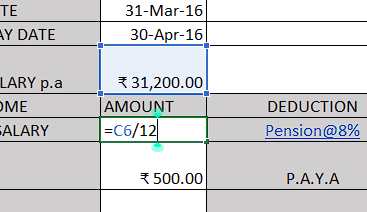 TE 31-Mar-16
AY DATE 30-Apr-16
LARY p.a ₹ 31,200.00
OME AMOUNT DEDUCTION
SALARY =C6/12 Pension@8%
₹ 500.00 P.A.Y.A